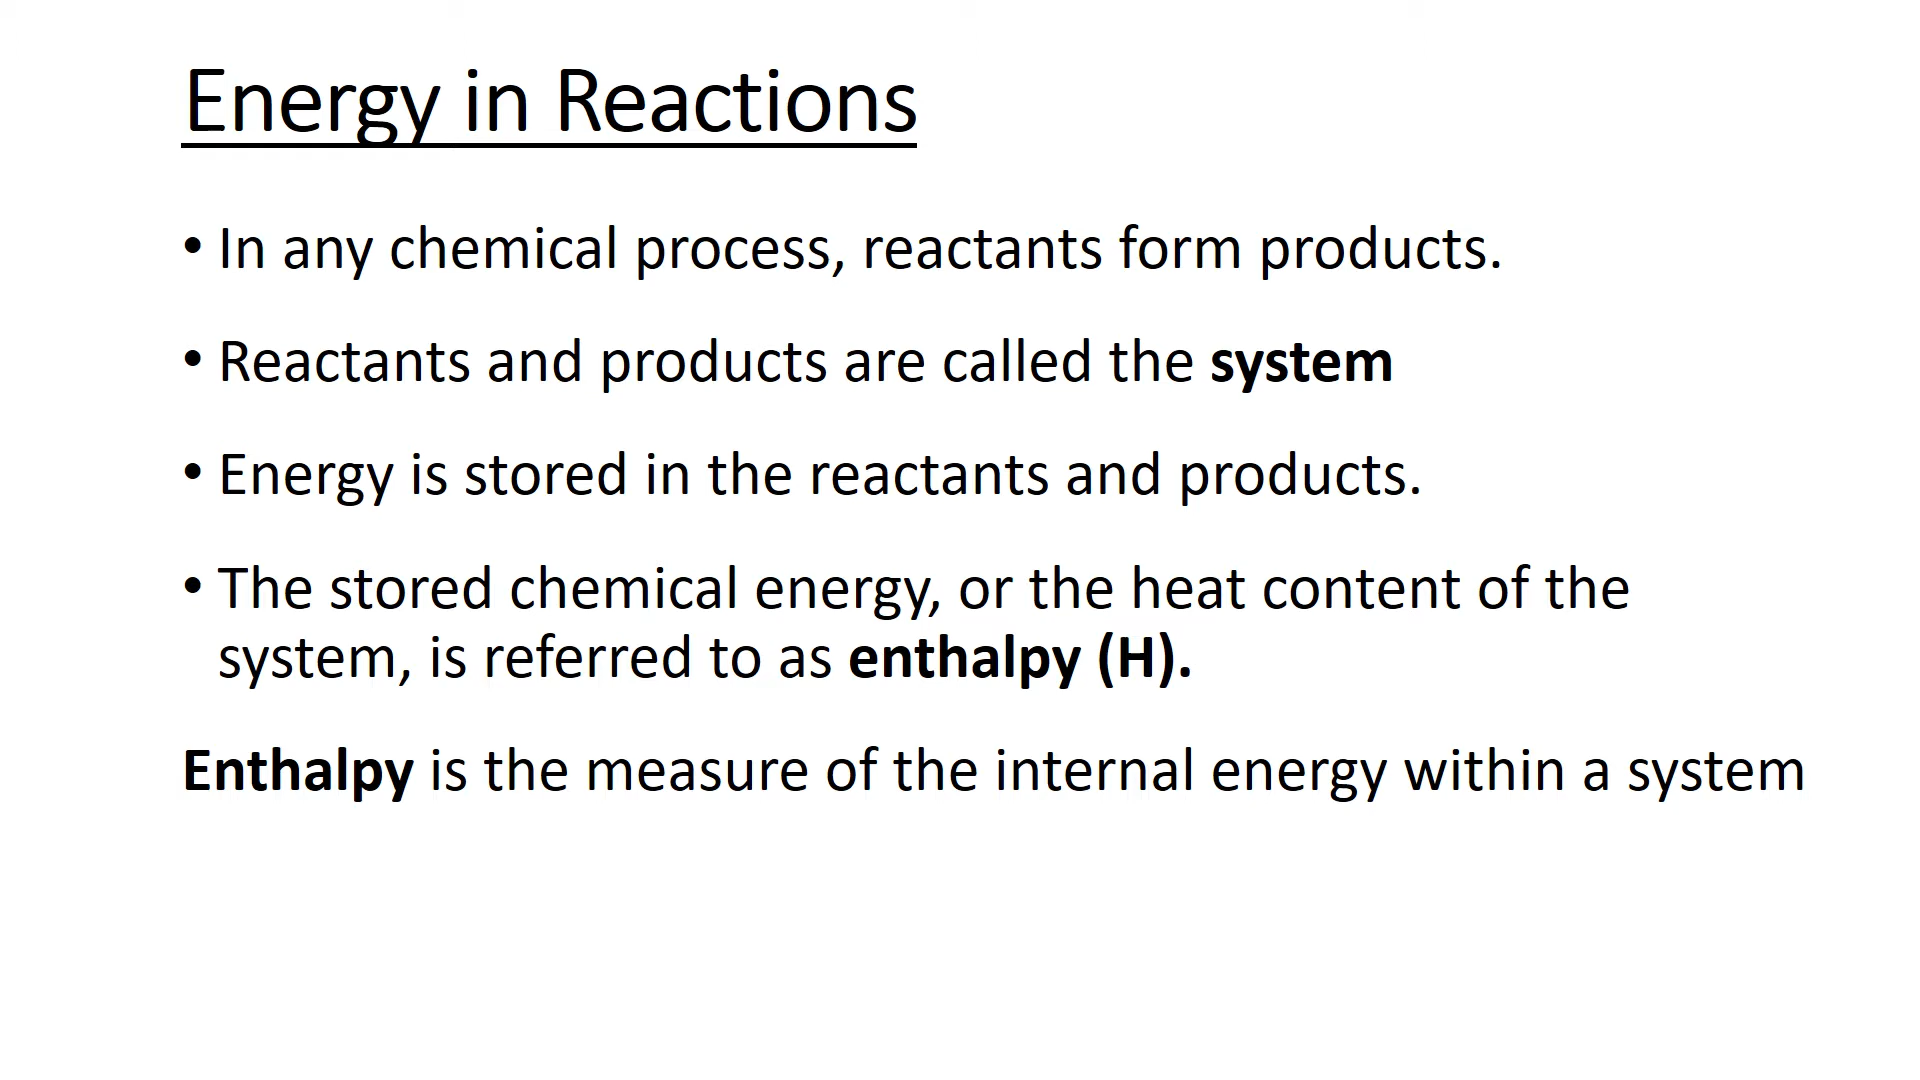 Energy in Reactions
• In any chemical process, reactants form products.
• Reactants and products are called the system
• Energy is stored in the reactants and products.
• The stored chemical energy, or the heat content of the
system, is referred to as enthalpy (H).
Enthalpy is the measure of the internal energy within a system